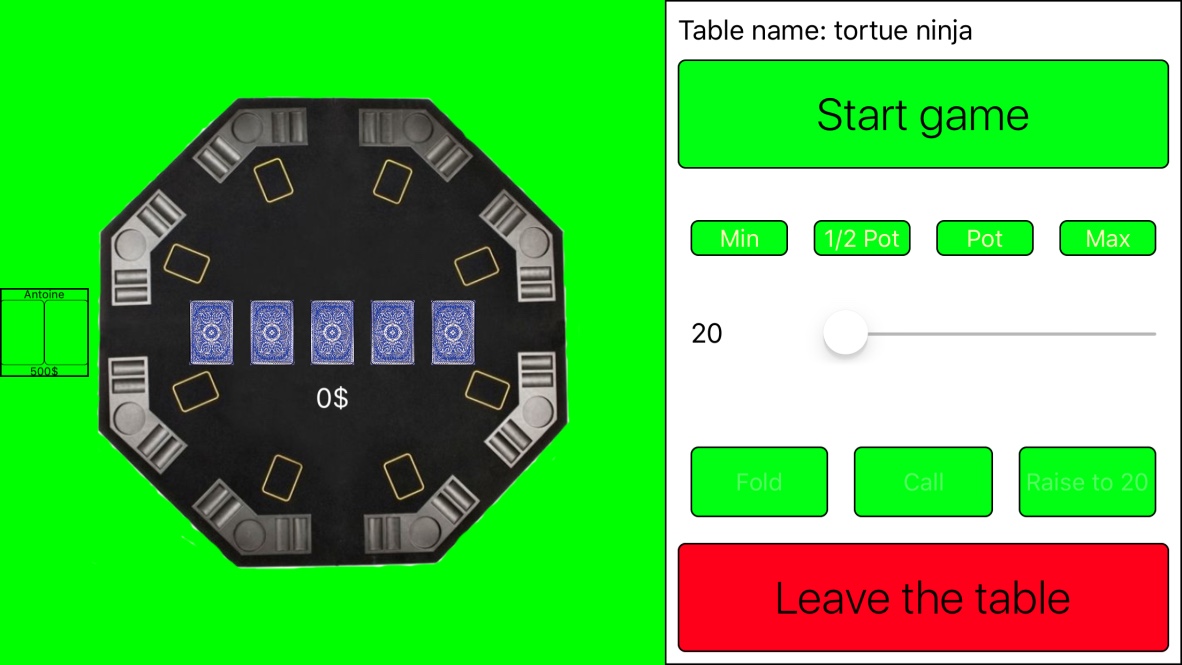 Table name: tortue ninja
Start game
Min 1/2 Pot Pot Max
Antoine
20
500$
0$
Fold Call Raise to 20
Leave the table